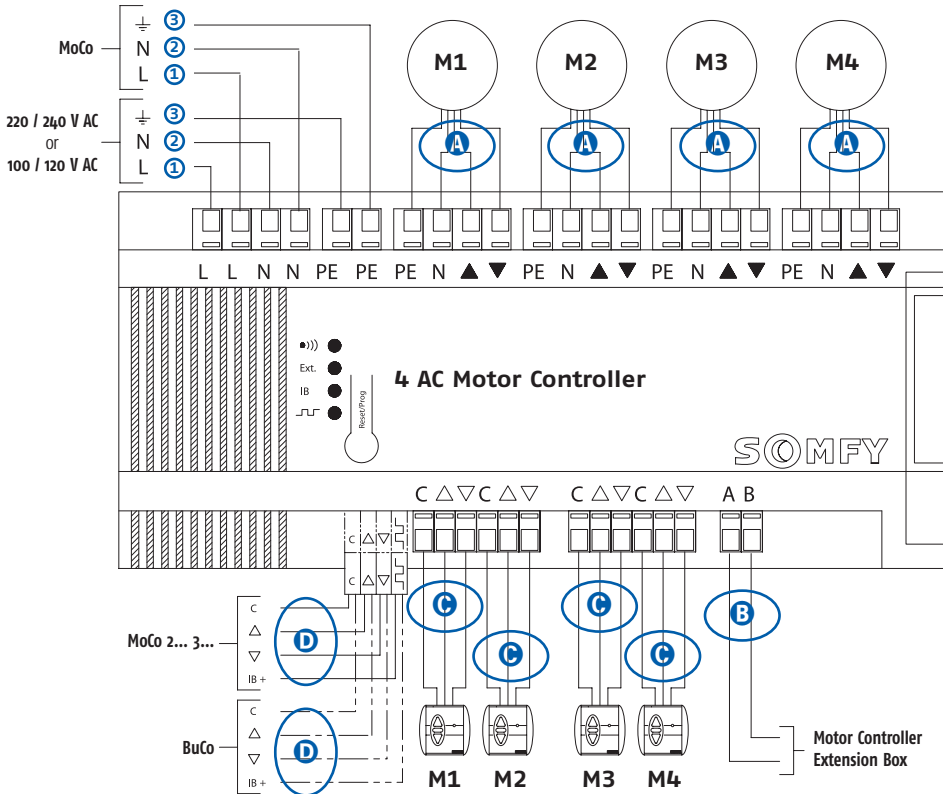 ⏚ 3
MoCo
N 2
L 1
⏚ 3
220 / 240 V AC
or
100 / 120 V AC
N 2
L 1
M1 M2 M3 M4
A A A A
L L N N PE PE PE N ▲ ▼ PE N ▲ ▼ PE N ▲ ▼ PE N ▲ ▼
Ext.
IB
Reset/Prog
4 AC Motor Controller
SOMFY
C △ ▽ C △ ▽ C △ ▽ C △ ▽ A B
C △ ▽
C △ ▽
C C B
C C
MoCo 2... 3...
C
△
▽
IB +
D
BuCo
C
△
▽
IB +
D
M1 M2 M3 M4
Motor Controller
Extension Box